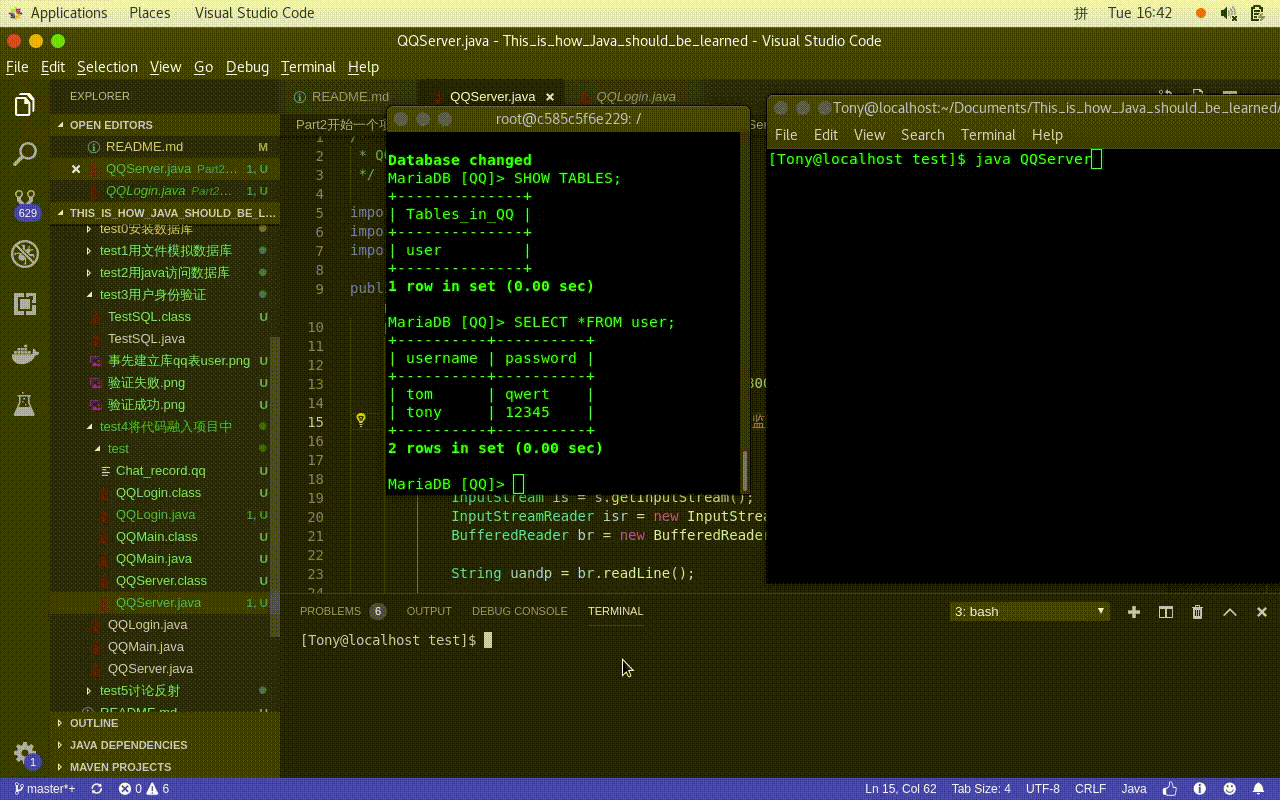 Applications Places Visual Studio Code 拼 Tue 16:42
QQServer.java - This_is_how_Java_should_be_learned - Visual Studio Code
File Edit Selection View Go Debug Terminal Help
EXPLORER
OPEN EDITORS
README.md M
QQServer.java Part2... 1, U
QQLogin.java Part2... 1, U
629
THIS_IS_HOW_JAVA_SHOULD_BE_L...
test0安装数据库
test1用文件模拟数据库
test2用java访问数据库
test3用户身份验证
TestSQL.class U
TestSQL.java
事先建立库qq表user.png U
验证失败.png U
验证成功.png U
test4将代码融入项目中
test
Chat_record.qq U
QQLogin.class U
QQLogin.java 1, U
QQMain.class U
QQMain.java U
QQServer.class U
QQServer.java 1, U
QQLogin.java
QQMain.java
QQServer.java
test5讨论反射
README.md U
OUTLINE
JAVA DEPENDENCIES
MAVEN PROJECTS
1
README.md QQServer.java QQLogin.java
Part2开始一个项
1 /
2 * QQ
3 */
4
5 impo
6 impo
7 impo
8
9 publ
10
11
12
13
14
15 监
16
17
18
19 InputStream is = s.getInputStream();
20 InputStreamReader isr = new InputStrea
21 BufferedReader br = new BufferedReader
22
23 String uandp = br.readLine();
24
root@c585c5f6e229: /
Database changed
MariaDB [QQ]> SHOW TABLES;
+--------------+
| Tables_in_QQ |
+--------------+
| user         |
+--------------+
1 row in set (0.00 sec)
MariaDB [QQ]> SELECT *FROM user;
+----------+----------+
| username | password |
+----------+----------+
| tom      | qwert    |
| tony     | 12345    |
+----------+----------+
2 rows in set (0.00 sec)
MariaDB [QQ]>
Tony@localhost:~/Documents/This_is_how_Java_should_be_learned/
File Edit View Search Terminal Help
[Tony@localhost test]$ java QQServer
PROBLEMS 6 OUTPUT DEBUG CONSOLE TERMINAL 3: bash
[Tony@localhost test]$
master*+ 0 6 Ln 15, Col 62 Tab Size: 4 UTF-8 CRLF Java